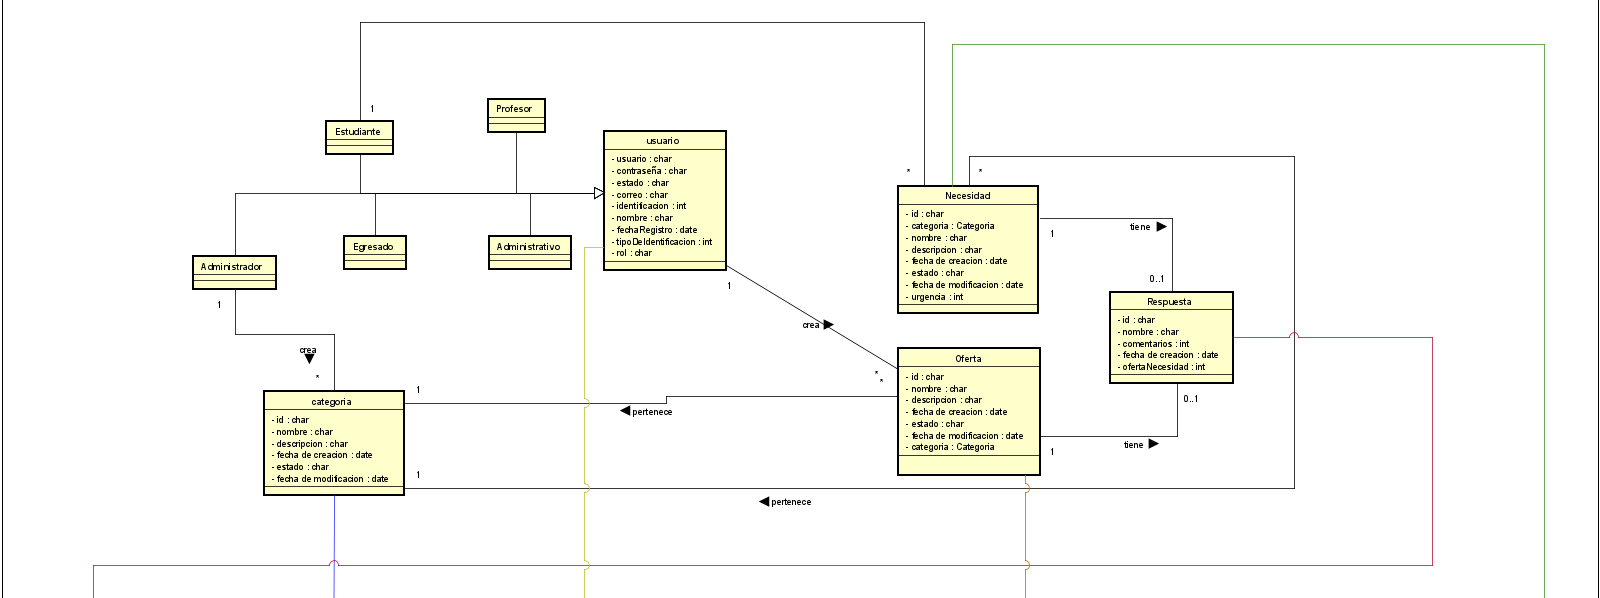 1
Estudiante
Profesor
usuario
- usuario : char
- contraseña : char
- estado : char
- correo : char
- identificacion : int
- nombre : char
- fechaRegistro : date
- tipoDeIdentificacion : int
- rol : char
Egresado
Administrativo
Administrador
1
crea
*
1
crea
*
*
*
*
Necesidad
- id : char
- categoria : Categoria
- nombre : char
- descripcion : char
- fecha de creacion : date
- estado : char
- fecha de modificacion : date
- urgencia : int
1
tiene
0..1
Respuesta
- id : char
- nombre : char
- comentarios : int
- fecha de creacion : date
- ofertaNecesidad : int
0..1
tiene
1
Oferta
- id : char
- nombre : char
- descripcion : char
- fecha de creacion : date
- estado : char
- fecha de modificacion : date
- categoria : Categoria
categoria
- id : char
- nombre : char
- descripcion : char
- fecha de creacion : date
- estado : char
- fecha de modificacion : date
1
pertenece
1
pertenece